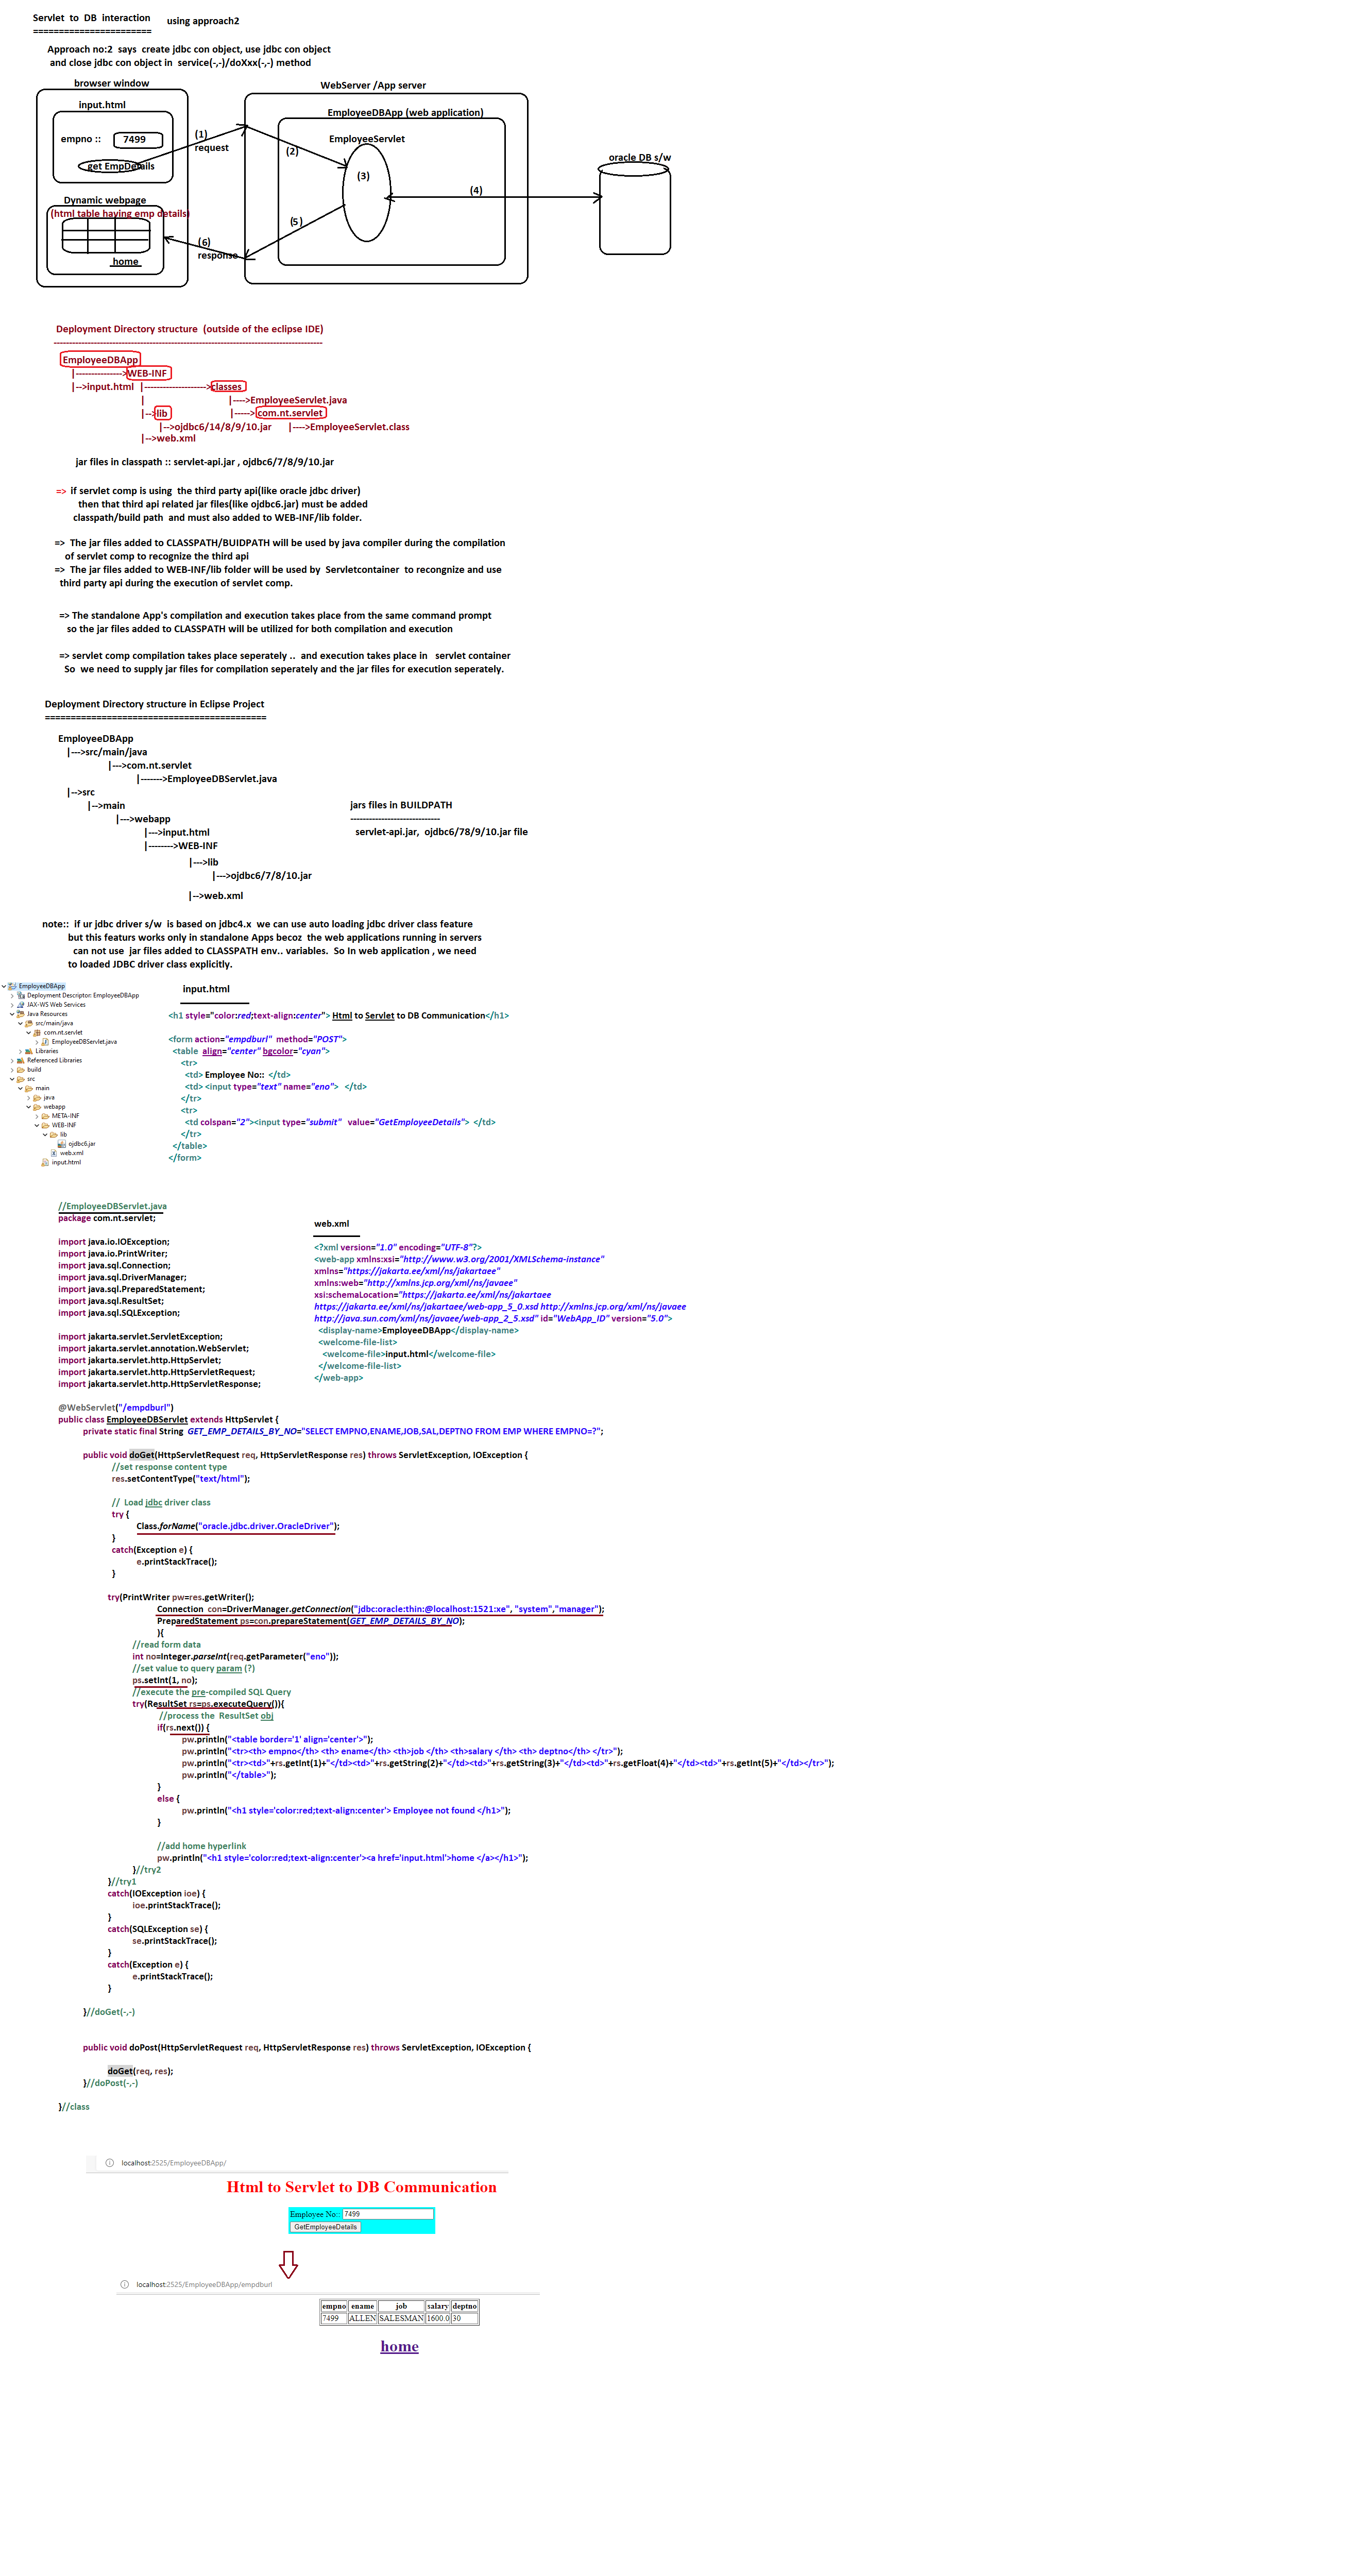 Servlet to DB interaction using approach2
=======================
Approach no:2 says create jdbc con object, use jdbc con object
and close jdbc con object in service(-,-)/doXxx(-,-) method
browser window
WebServer /App server
input.html
EmployeeDBApp (web application)
empno :: 7499
(1)
request
EmployeeServlet
get EmpDetails
(2)
(3)
oracle DB s/w
(4)
Dynamic webpage
(html table having emp details)
(5)
(6)
response
home
Deployment Directory structure (outside of the eclipse IDE)
---------------------------------------------------------------------------------------
EmployeeDBApp
|--------------->WEB-INF
|-->input.html |-------------------->classes
| |---->EmployeeServlet.java
|-->lib |----->com.nt.servlet
|-->ojdbc6/14/8/9/10.jar |---->EmployeeServlet.class
|-->web.xml
jar files in classpath :: servlet-api.jar , ojdbc6/7/8/9/10.jar
=> if servlet comp is using the third party api(like oracle jdbc driver)
then that third api related jar files(like ojdbc6.jar) must be added
classpath/build path and must also added to WEB-INF/lib folder.
=> The jar files added to CLASSPATH/BUIDPATH will be used by java compiler during the compilation
of servlet comp to recognize the third api
=> The jar files added to WEB-INF/lib folder will be used by Servletcontainer to recongnize and use
third party api during the execution of servlet comp.
=> The standalone App's compilation and execution takes place from the same command prompt
so the jar files added to CLASSPATH will be utilized for both compilation and execution
=> servlet comp compilation takes place seperately .. and execution takes place in servlet container
So we need to supply jar files for compilation seperately and the jar files for execution seperately.
Deployment Directory structure in Eclipse Project
===========================================
EmployeeDBApp
|--->src/main/java
|--->com.nt.servlet
|------->EmployeeDBServlet.java
|-->src
|-->main
|--->webapp
|--->input.html
|-------->WEB-INF
|--->lib
|--->ojdbc6/7/8/10.jar
|-->web.xml
jars files in BUILDPATH
-----------------------------
servlet-api.jar, ojdbc6/78/9/10.jar file
note:: if ur jdbc driver s/w is based on jdbc4.x we can use auto loading jdbc driver class feature
but this featurs works only in standalone Apps becoz the web applications running in servers
can not use jar files added to CLASSPATH env.. variables. So In web application , we need
to loaded JDBC driver class explicitly.
EmployeeDBApp
Deployment Descriptor: EmployeeDBApp
JAX-WS Web Services
Java Resources
src/main/java
com.nt.servlet
EmployeeDBServlet.java
Libraries
Referenced Libraries
build
src
main
java
webapp
META-INF
WEB-INF
lib
ojdbc6.jar
web.xml
input.html
input.html
<h1 style="color:red;text-align:center"> Html to Servlet to DB Communication</h1>
<form action="empdburl" method="POST">
<table align="center" bgcolor="cyan">
<tr>
<td> Employee No:: </td>
<td> <input type="text" name="eno"> </td>
</tr>
<tr>
<td colspan="2"><input type="submit" value="GetEmployeeDetails"> </td>
</tr>
</table>
</form>
//EmployeeDBServlet.java
package com.nt.servlet;
import java.io.IOException;
import java.io.PrintWriter;
import java.sql.Connection;
import java.sql.DriverManager;
import java.sql.PreparedStatement;
import java.sql.ResultSet;
import java.sql.SQLException;
import jakarta.servlet.ServletException;
import jakarta.servlet.annotation.WebServlet;
import jakarta.servlet.http.HttpServlet;
import jakarta.servlet.http.HttpServletRequest;
import jakarta.servlet.http.HttpServletResponse;
web.xml
<?xml version="1.0" encoding="UTF-8"?>
<web-app xmlns:xsi="http://www.w3.org/2001/XMLSchema-instance"
xmlns="https://jakarta.ee/xml/ns/jakartaee"
xmlns:web="http://xmlns.jcp.org/xml/ns/javaee"
xsi:schemaLocation="https://jakarta.ee/xml/ns/jakartaee
https://jakarta.ee/xml/ns/jakartaee/web-app_5_0.xsd http://xmlns.jcp.org/xml/ns/javaee
http://java.sun.com/xml/ns/javaee/web-app_2_5.xsd" id="WebApp_ID" version="5.0">
<display-name>EmployeeDBApp</display-name>
<welcome-file-list>
<welcome-file>input.html</welcome-file>
</welcome-file-list>
</web-app>
@WebServlet("/empdburl")
public class EmployeeDBServlet extends HttpServlet {
private static final String GET_EMP_DETAILS_BY_NO="SELECT EMPNO,ENAME,JOB,SAL,DEPTNO FROM EMP WHERE EMPNO=?";
public void doGet(HttpServletRequest req, HttpServletResponse res) throws ServletException, IOException {
//set response content type
res.setContentType("text/html");
// Load jdbc driver class
try {
Class.forName("oracle.jdbc.driver.OracleDriver");
}
catch(Exception e) {
e.printStackTrace();
}
try(PrintWriter pw=res.getWriter();
Connection con=DriverManager.getConnection("jdbc:oracle:thin:@localhost:1521:xe", "system","manager");
PreparedStatement ps=con.prepareStatement(GET_EMP_DETAILS_BY_NO);
){
//read form data
int no=Integer.parseInt(req.getParameter("eno"));
//set value to query param (?)
ps.setInt(1, no);
//execute the pre-compiled SQL Query
try(ResultSet rs=ps.executeQuery()){
//process the ResultSet obj
if(rs.next()) {
pw.println("<table border='1' align='center'>");
pw.println("<tr><th> empno</th> <th> ename</th> <th>job </th> <th>salary </th> <th> deptno</th> </tr>");
pw.println("<tr><td>"+rs.getInt(1)+"</td><td>"+rs.getString(2)+"</td><td>"+rs.getString(3)+"</td><td>"+rs.getFloat(4)+"</td><td>"+rs.getInt(5)+"</td></tr>");
pw.println("</table>");
}
else {
pw.println("<h1 style='color:red;text-align:center'> Employee not found </h1>");
}
//add home hyperlink
pw.println("<h1 style='color:red;text-align:center'><a href='input.html'>home </a></h1>");
}//try2
}//try1
catch(IOException ioe) {
ioe.printStackTrace();
}
catch(SQLException se) {
se.printStackTrace();
}
catch(Exception e) {
e.printStackTrace();
}
}//doGet(-,-)
public void doPost(HttpServletRequest req, HttpServletResponse res) throws ServletException, IOException {
doGet(req, res);
}//doPost(-,-)
}//class
localhost:2525/EmployeeDBApp/
Html to Servlet to DB Communication
Employee No:: 7499
GetEmployeeDetails
localhost:2525/EmployeeDBApp/empdburl
empno ename job salary deptno
7499 ALLEN SALESMAN 1600.0 30
home